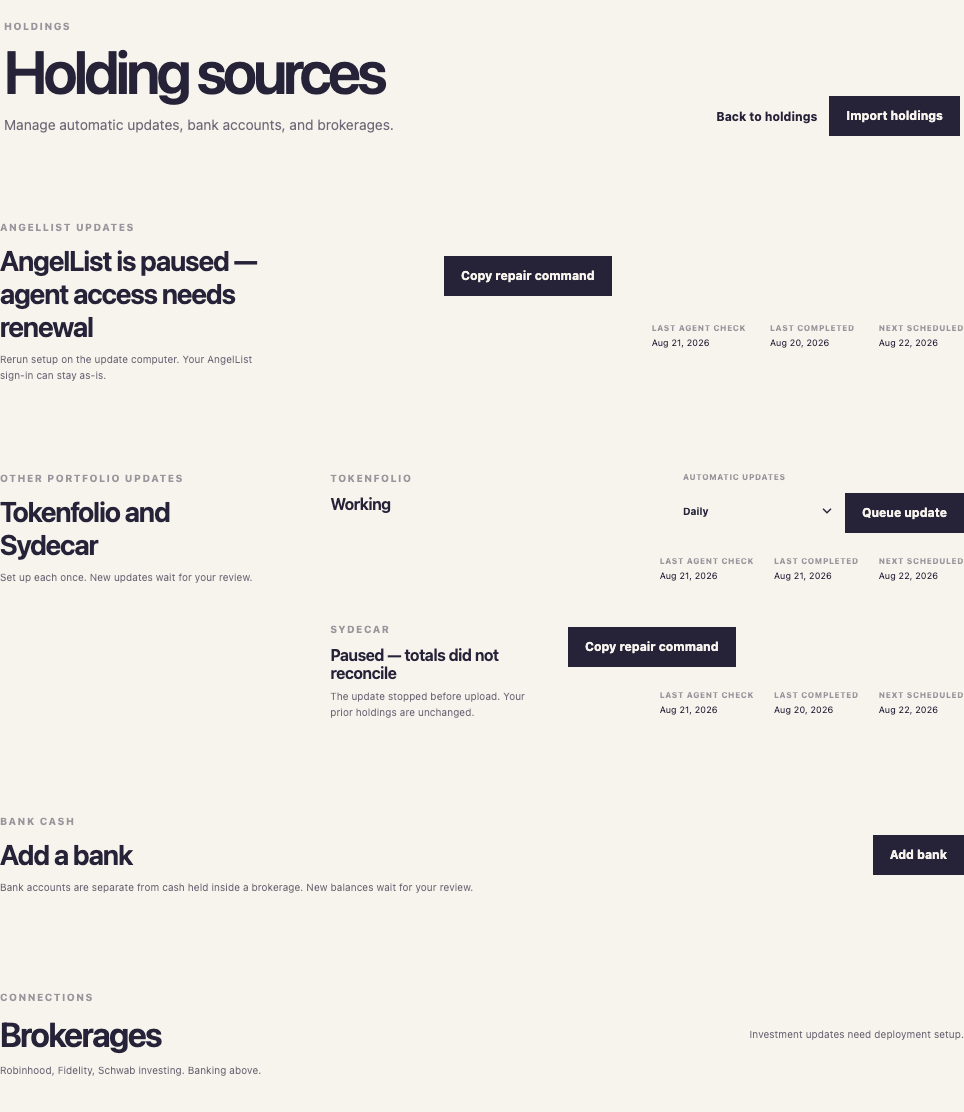 HOLDINGS
Holding sources
Manage automatic updates, bank accounts, and brokerages.
Back to holdings
Import holdings
ANGELLIST UPDATES
AngelList is paused —
agent access needs
renewal
Rerun setup on the update computer. Your AngelList
sign-in can stay as-is.
Copy repair command
LAST AGENT CHECK
Aug 21, 2026
LAST COMPLETED
Aug 20, 2026
NEXT SCHEDULED
Aug 22, 2026
OTHER PORTFOLIO UPDATES
Tokenfolio and
Sydecar
Set up each once. New updates wait for your review.
TOKENFOLIO
Working
AUTOMATIC UPDATES
Daily
Queue update
LAST AGENT CHECK
Aug 21, 2026
LAST COMPLETED
Aug 21, 2026
NEXT SCHEDULED
Aug 22, 2026
SYDECAR
Paused — totals did not
reconcile
The update stopped before upload. Your
prior holdings are unchanged.
Copy repair command
LAST AGENT CHECK
Aug 21, 2026
LAST COMPLETED
Aug 20, 2026
NEXT SCHEDULED
Aug 22, 2026
BANK CASH
Add a bank
Bank accounts are separate from cash held inside a brokerage. New balances wait for your review.
Add bank
CONNECTIONS
Brokerages
Robinhood, Fidelity, Schwab investing. Banking above.
Investment updates need deployment setup.